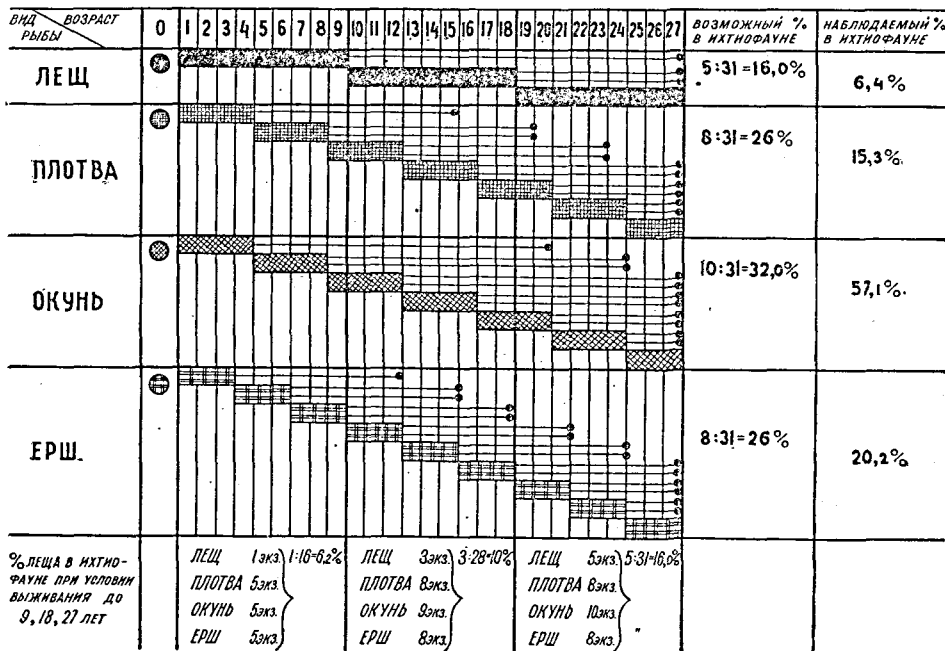 ВИД ВОЗРАСТ 0 1 2 3 4 5 6 7 8 9 10 11 12 13 14 15 16 17 18 19 20 21 22 23 24 25 26 27 ВОЗМОЖНЫЙ % НАБЛЮДАЕМЫЙ %
РЫБЫ В ИХТИОФАУНЕ В ИХТИОФАУНЕ
ЛЕЩ 5:31=16,0% 6,4%
ПЛОТВА 8:31=26% 15,3%
ОКУНЬ 10:31=32,0% 57,1%
ЕРШ 8:31=26% 20,2%
% ЛЕЩА В ИХТИО-
ФАУНЕ ПРИ УСЛОВИИ
ВЫЖИВАНИЯ ДО
9, 18, 27 ЛЕТ
ЛЕЩ 1экз. 1:16=6,2%
ПЛОТВА 5экз.
ОКУНЬ 5экз.
ЕРШ 5экз.
ЛЕЩ 3экз. 3:28=10%
ПЛОТВА 8экз.
ОКУНЬ 9экз.
ЕРШ 8экз.
ЛЕЩ 5экз. 5:31=16,0%
ПЛОТВА 8экз.
ОКУНЬ 10экз.
ЕРШ 8экз.